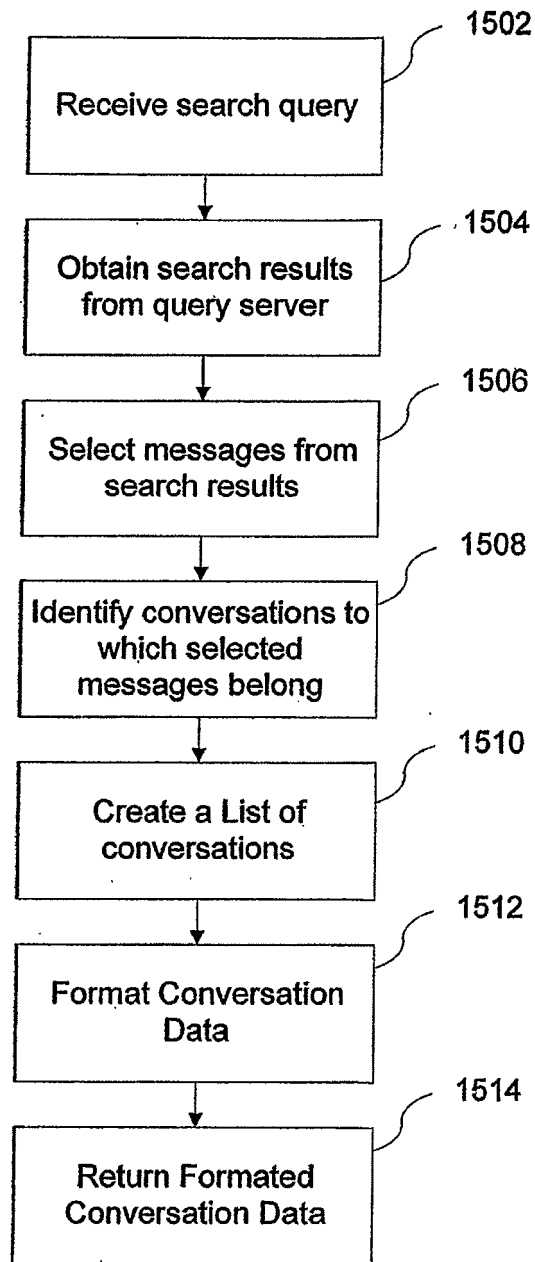 1502
Receive search query
1504
Obtain search results
from query server
1506
Select messages from
search results
1508
Identify conversations to
which selected
messages belong
1510
Create a List of
conversations
1512
Format Conversation
Data
1514
Return Formated
Conversation Data